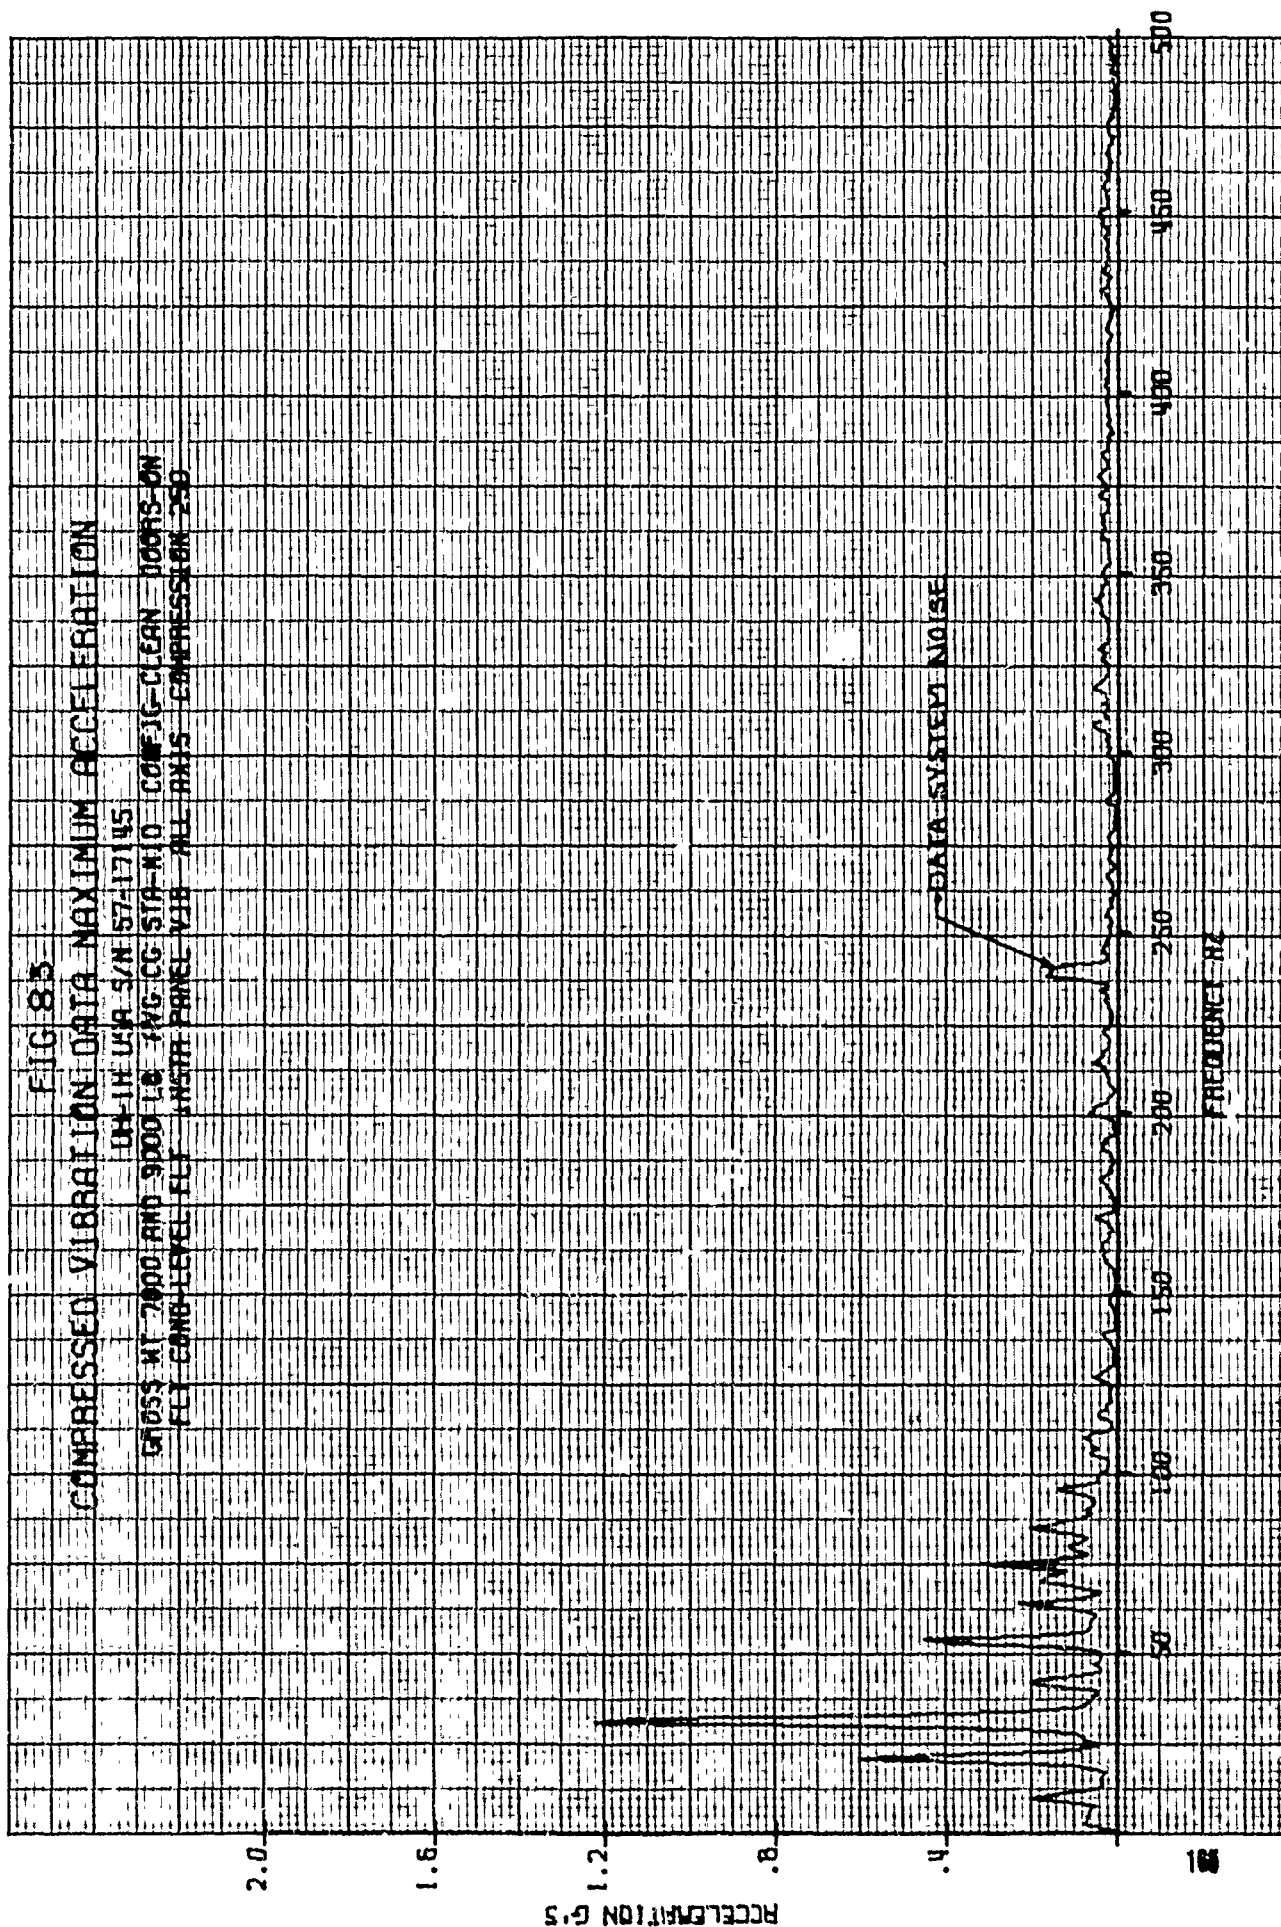 FIG 83
COMPRESSED VIBRATION DATA MAXIMUM ACCELERATION
UH-1H USA S/N 67-17145
GROSS WT 7000 AND 9000 LB AVG CG STA-MID CONFIG-CLEAN DOORS-ON
FLT COND-LEVEL FLT INSTR PANEL VIB ALL AXIS COMPRESSION 250
ACCELERATION G'S
2.0
1.6
1.2
.8
.4
DATA SYSTEM NOISE
50
100
150
200
250
300
350
400
450
500
FREQUENCY HZ